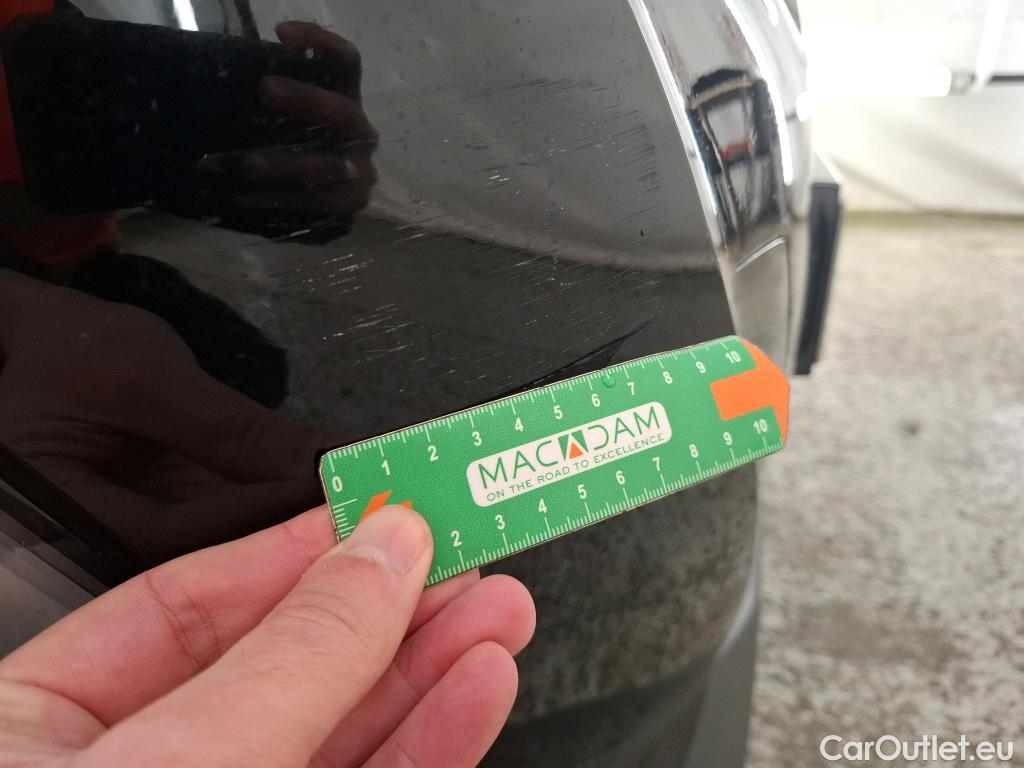 0 1 2 3 4 5 6 7 8 9 10
MACADAM
ON THE ROAD TO EXCELLENCE
2 3 4 5 6 7 8 9 10
CarOutlet.eu